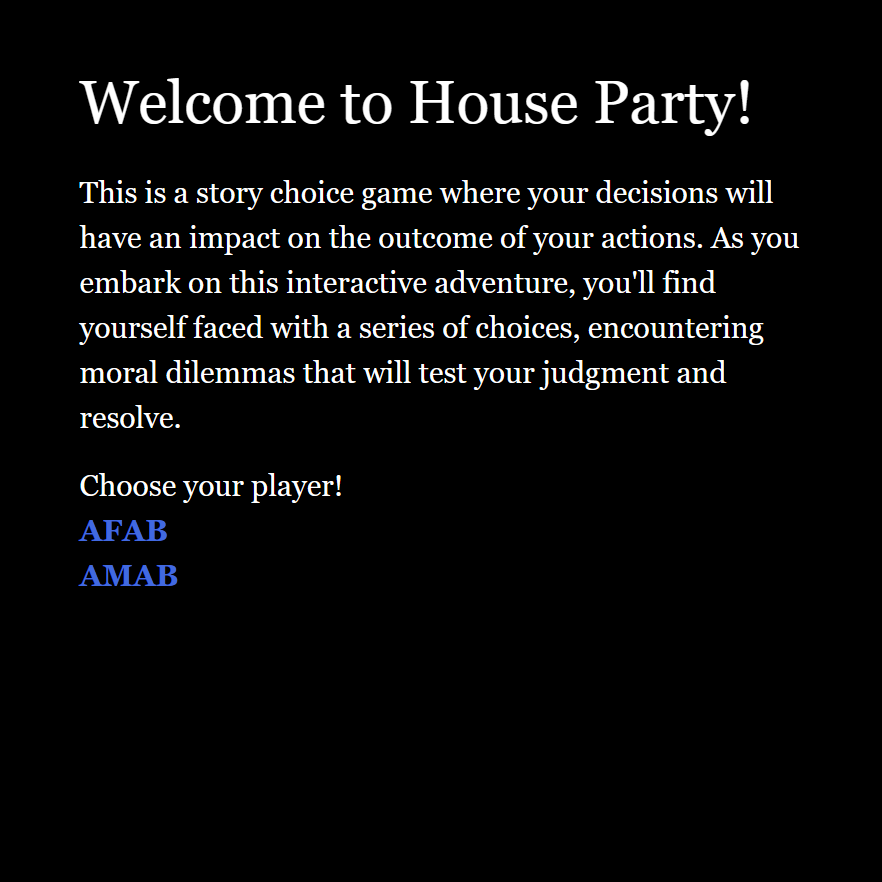 Welcome to House Party!
This is a story choice game where your decisions will
have an impact on the outcome of your actions. As you
embark on this interactive adventure, you'll find
yourself faced with a series of choices, encountering
moral dilemmas that will test your judgment and
resolve.
Choose your player!
AFAB
AMAB